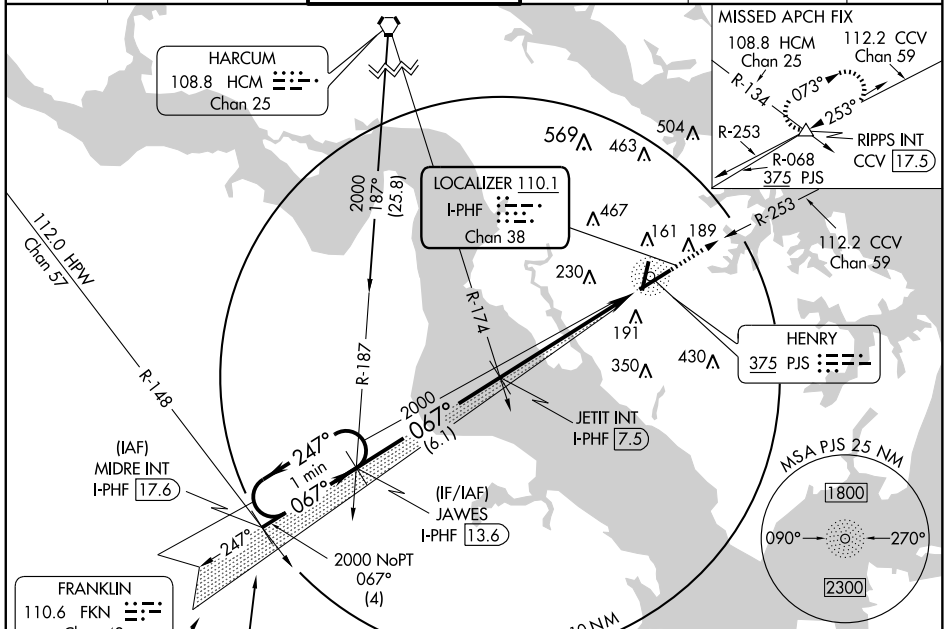 MISSED APCH FIX
108.8 HCM
Chan 25
112.2 CCV
Chan 59
R-134
073°
253°
R-253
RIPPS INT
CCV 17.5
R-068
375 PJS
HARCUM
108.8 HCM
Chan 25
569
463
504
2000
187°
(25.8)
LOCALIZER 110.1
I-PHF
Chan 38
467
161
189
R-253
112.2 CCV
Chan 59
112.0 HPW
Chan 57
230
R-174
191
HENRY
375 PJS
350
430
R-187
R-148
2000
067°
(6.1)
JETIT INT
I-PHF 7.5
(IAF)
MIDRE INT
I-PHF 17.6
247°
1 min
067°
(IF/IAF)
JAWES
I-PHF 13.6
MSA PJS 25 NM
1800
090°
270°
2300
247°
2000 NoPT
067°
(4)
FRANKLIN
110.6 FKN
10 NM